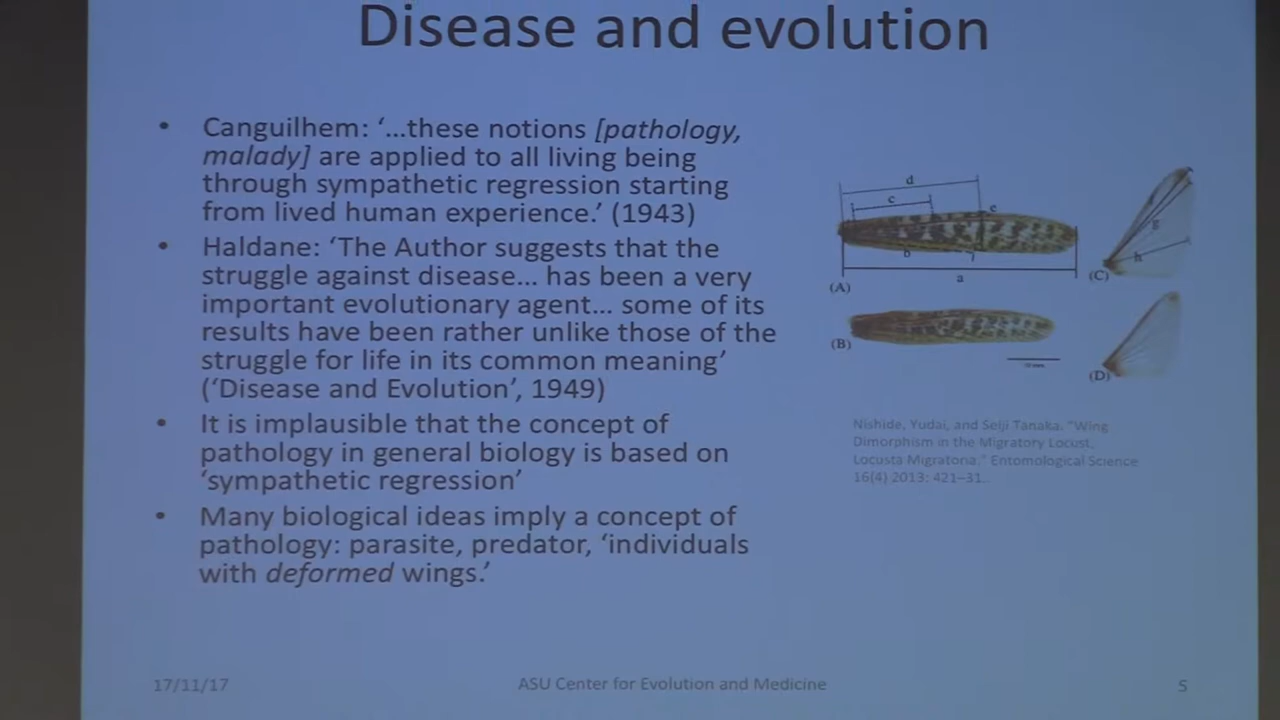 Disease and evolution
• Canguilhem: ‘…these notions [pathology,
malady] are applied to all living being
through sympathetic regression starting
from lived human experience.’ (1943)
• Haldane: ‘The Author suggests that the
struggle against disease… has been a very
important evolutionary agent… some of its
results have been rather unlike those of the
struggle for life in its common meaning’
(‘Disease and Evolution’, 1949)
• It is implausible that the concept of
pathology in general biology is based on
‘sympathetic regression’
• Many biological ideas imply a concept of
pathology: parasite, predator, ‘individuals
with deformed wings.’
d
c
e
b
a
(A)
(B)
g
h
(C)
(D)
Nishide, Yudai, and Seiji Tanaka. "Wing
Dimorphism in the Migratory Locust,
Locusta Migratoria." Entomological Science
16(4) 2013: 421–31.
17/11/17
ASU Center for Evolution and Medicine
5